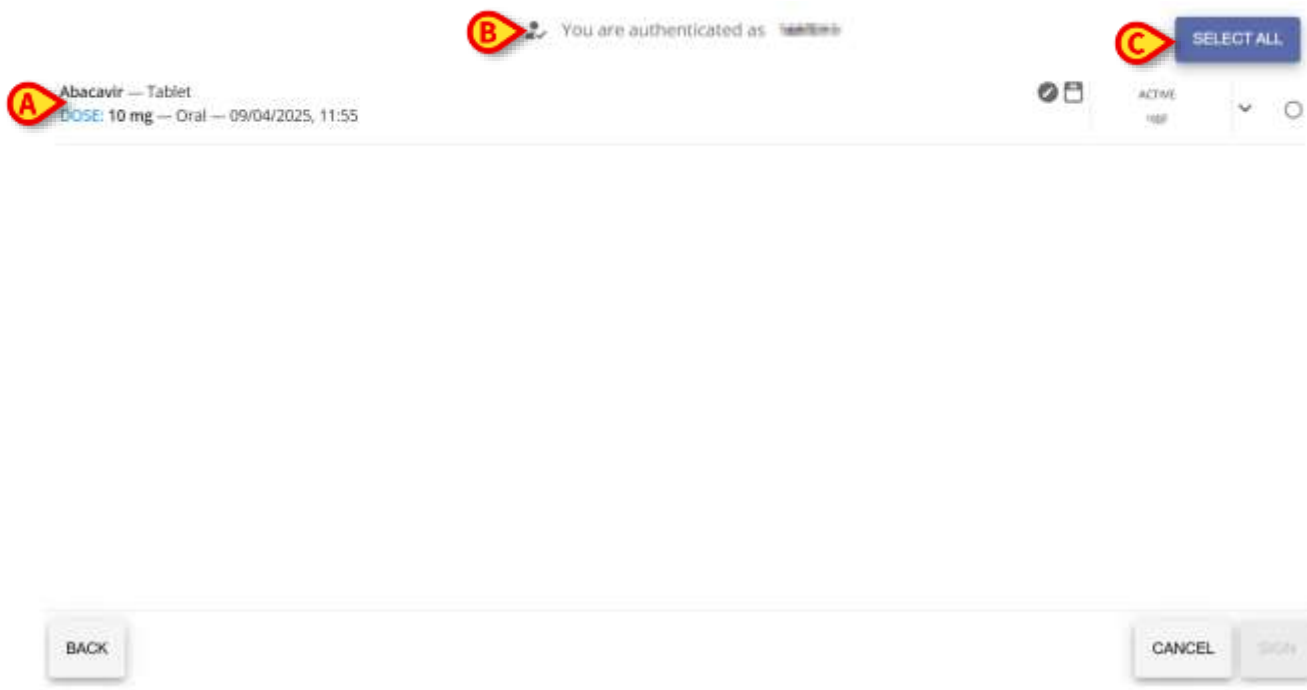 B
You are authenticated as
C
SELECT ALL
A
Abacavir — Tablet
DOSE: 10 mg — Oral — 09/04/2025, 11:55
ACTIVE
BACK
CANCEL
SIGN